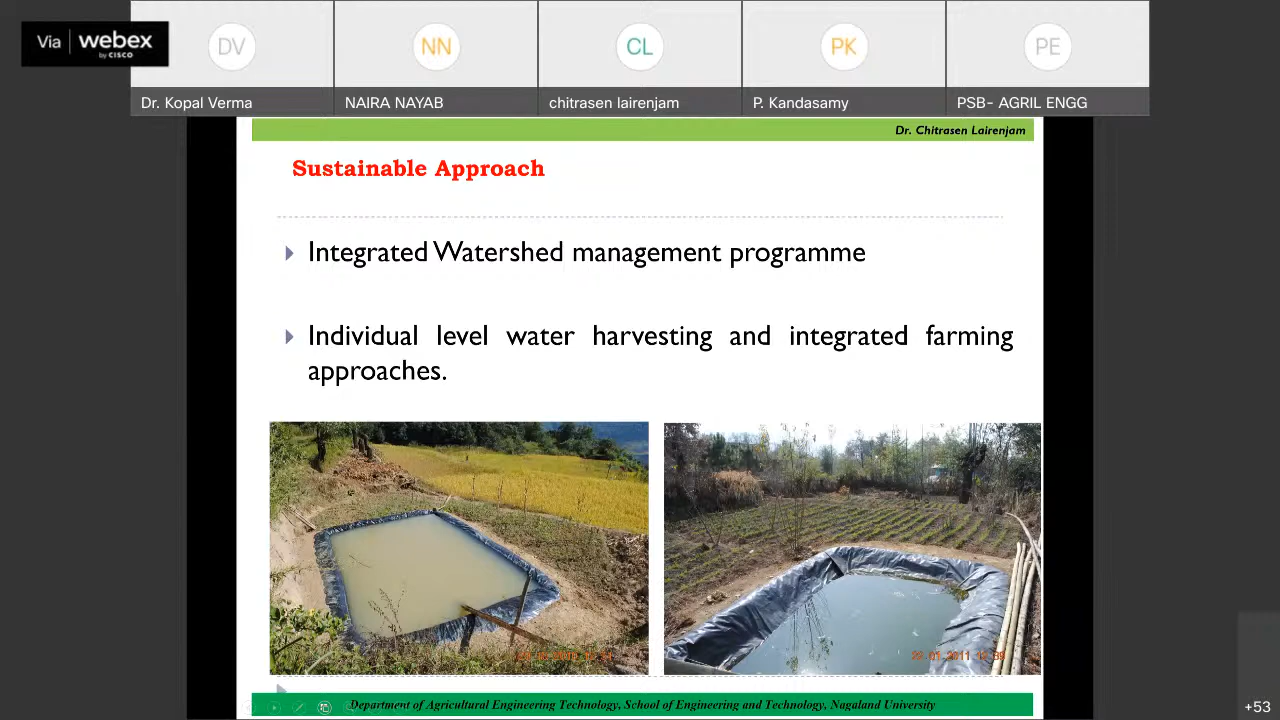 Via webex
by CISCO
DV
NN
CL
PK
PE
Dr. Kopal Verma
NAIRA NAYAB
chitrasen lairenjam
P. Kandasamy
PSB- AGRIL ENGG
Dr. Chitrasen Lairenjam
Sustainable Approach
Integrated Watershed management programme
Individual level water harvesting and integrated farming
approaches.
Department of Agricultural Engineering Technology, School of Engineering and Technology, Nagaland University
+53